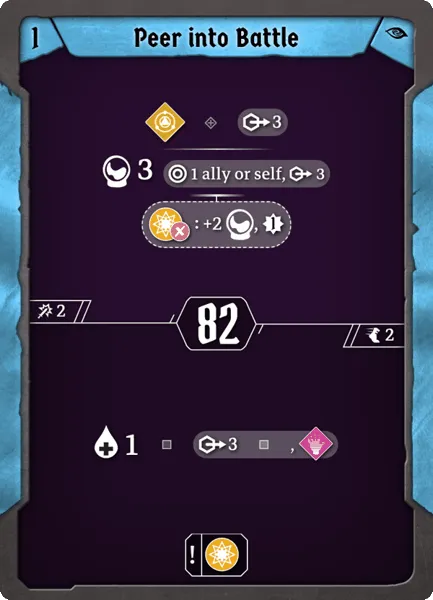 1 Peer into Battle
3
3 1 ally or self, 3
: +2 , !
2
82
2
1 3 ,
!